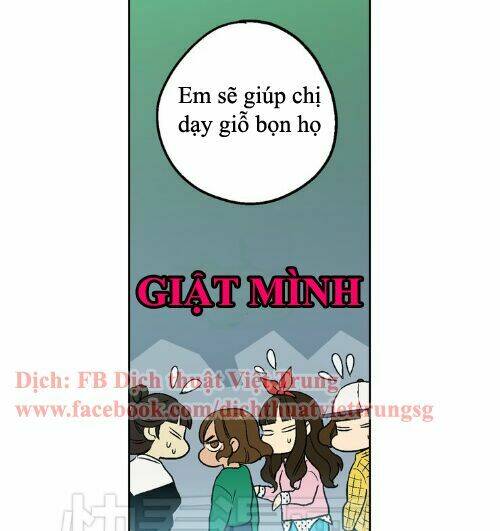 Em sẽ giúp chị
dạy giỗ bọn họ
GIẬT MÌNH
Dịch: FB Dịch thuật Việt Trung
www.facebook.com/dichthuatviettrungsg